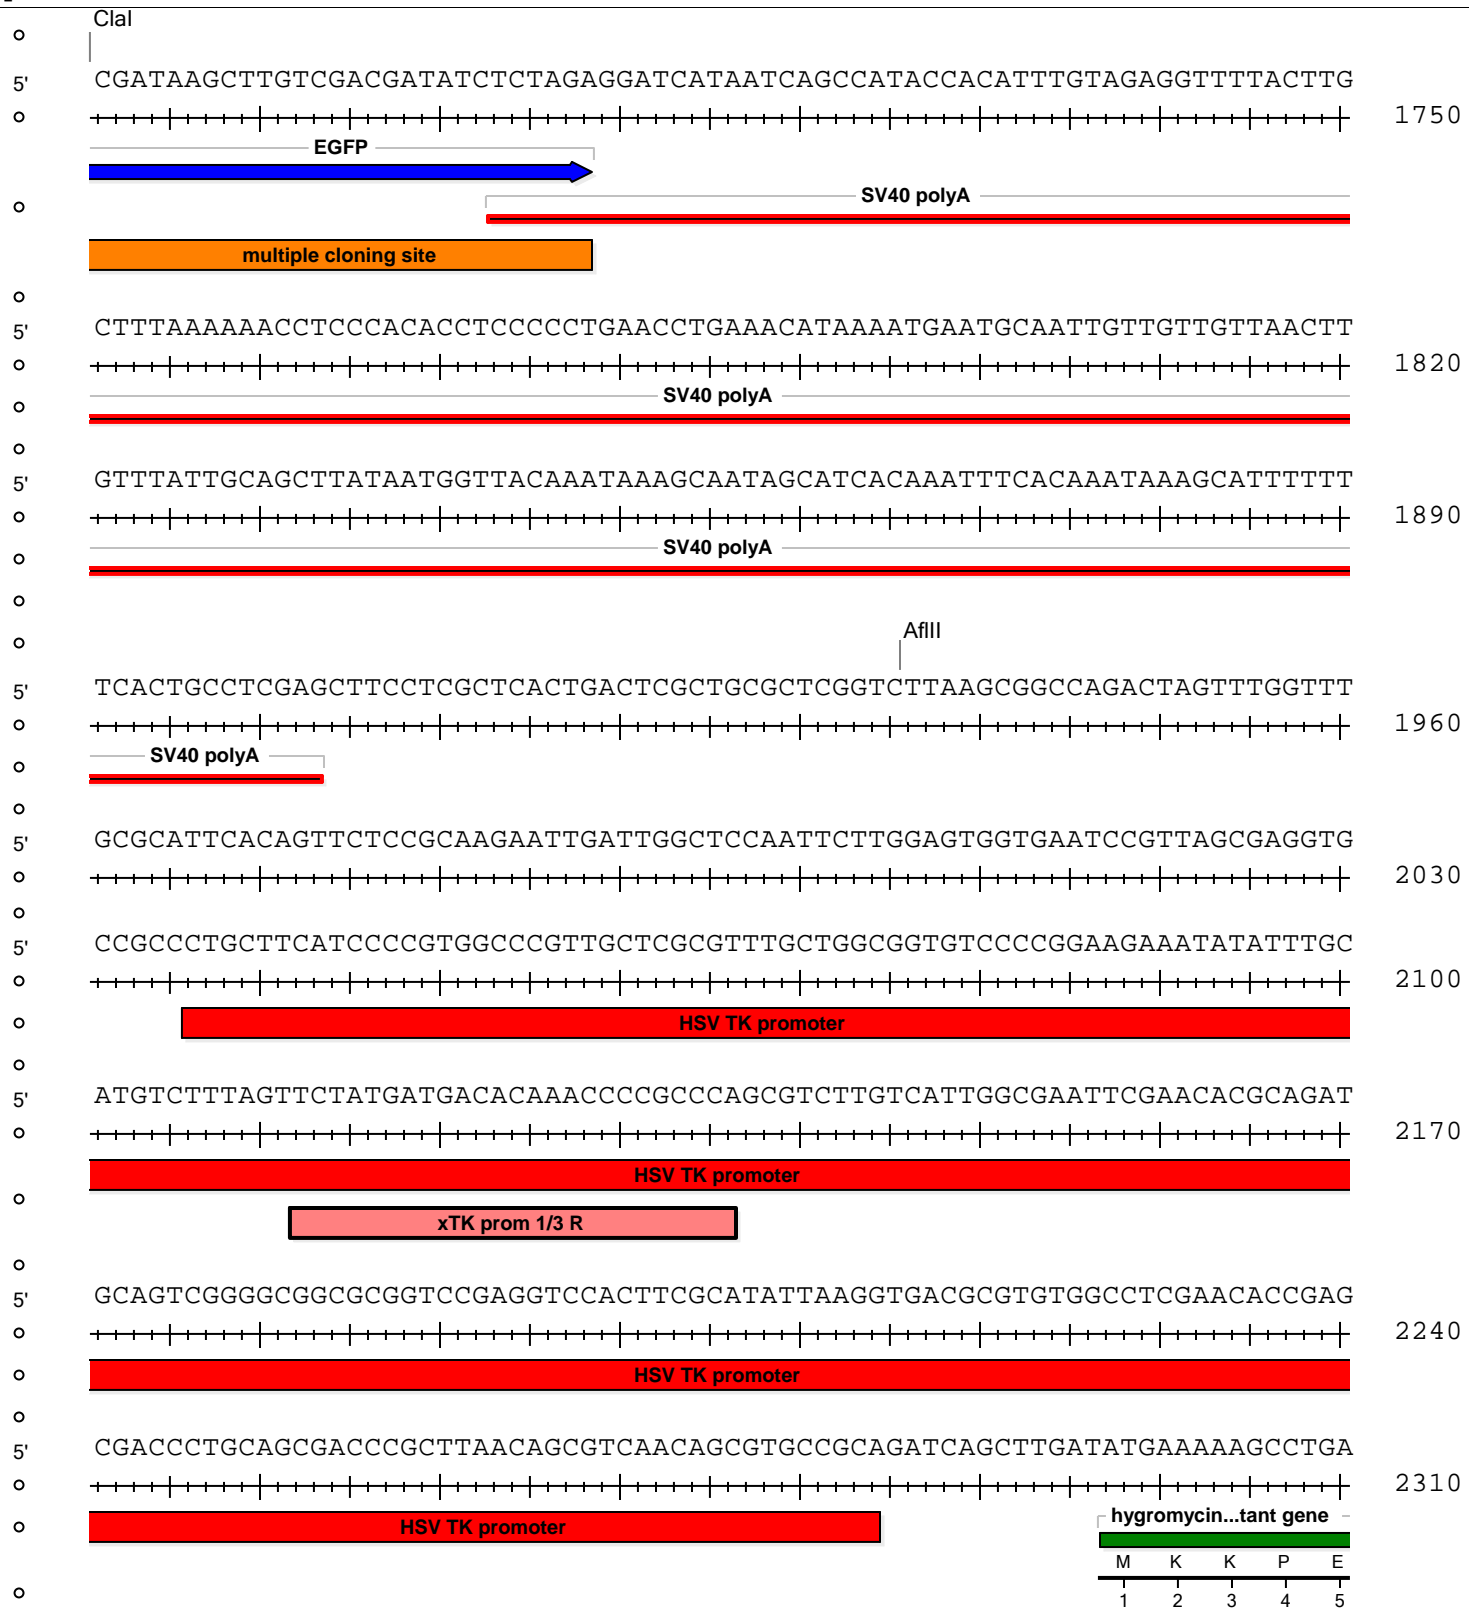 ClaI
5' CGATAAGCTTGTCGACGATATCTCTAGAGGATCATAATCAGCCATACCACATTTGTAGAGGTTTTACTTG
1750
EGFP
SV40 polyA
multiple cloning site
5' CTTTAAAAAACCTCCCACACCTCCCCCTGAACCTGAAACATAAAATGAATGCAATTGTTGTTGTTAACTT
1820
SV40 polyA
5' GTTTATTGCAGCTTATAATGGTTACAAATAAAGCAATAGCATCACAAATTTCACAAATAAAGCATTTTTT
1890
SV40 polyA
AflII
5' TCACTGCCTCGAGCTTCCTCGCTCACTGACTCGCTGCGCTCGGTCTTAAGCGGCCAGACTAGTTTGGTTT
1960
SV40 polyA
5' GCGCATTCACAGTTCTCCGCAAGAATTGATTGGCTCCAATTCTTGGAGTGGTGAATCCGTTAGCGAGGTG
2030
5' CCGCCCTGCTTCATCCCCGTGGCCCGTTGCTCGCGTTTGCTGGCGGTGTCCCCGGAAGAAATATATTTGC
2100
HSV TK promoter
5' ATGTCTTTAGTTCTATGATGACACAAACCCCGCCCAGCGTCTTGTCATTGGCGAATTCGAACACGCAGAT
2170
HSV TK promoter
xTK prom 1/3 R
5' GCAGTCGGGGCGGCGCGGTCCGAGGTCCACTTCGCATATTAAGGTGACGCGTGTGGCCTCGAACACCGAG
2240
HSV TK promoter
5' CGACCCTGCAGCGACCCGCTTAACAGCGTCAACAGCGTGCCGCAGATCAGCTTGATATGAAAAAGCCTGA
2310
HSV TK promoter
hygromycin...tant gene
M K K P E
1 2 3 4 5